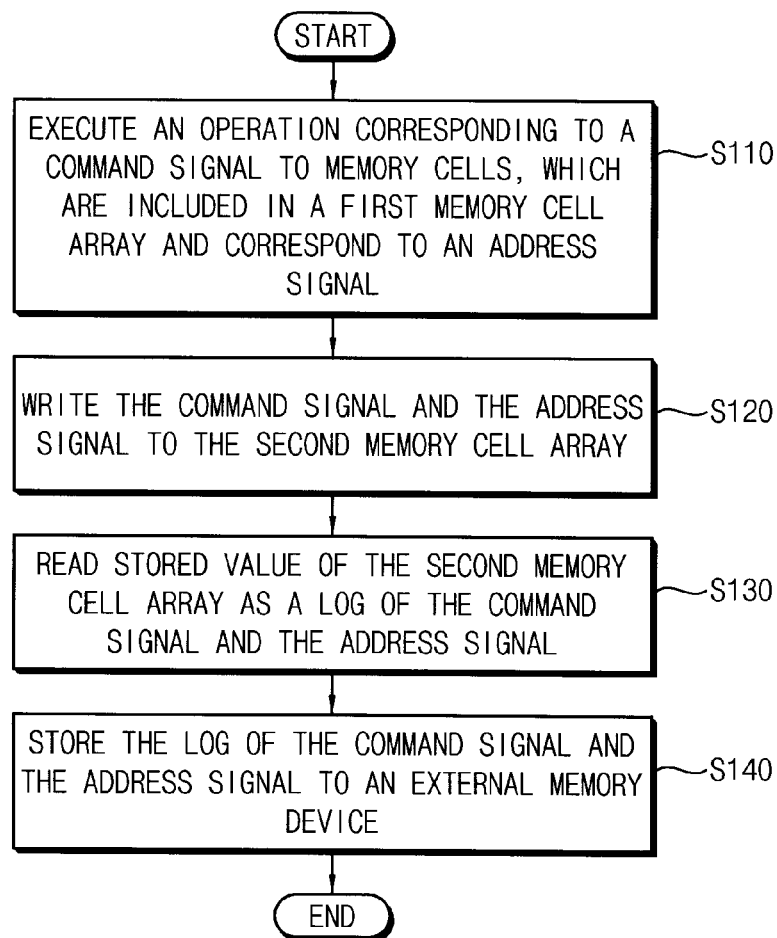 START
EXECUTE AN OPERATION CORRESPONDING TO A
COMMAND SIGNAL TO MEMORY CELLS, WHICH
ARE INCLUDED IN A FIRST MEMORY CELL
ARRAY AND CORRESPOND TO AN ADDRESS
SIGNAL
S110
WRITE THE COMMAND SIGNAL AND THE ADDRESS
SIGNAL TO THE SECOND MEMORY CELL ARRAY
S120
READ STORED VALUE OF THE SECOND MEMORY
CELL ARRAY AS A LOG OF THE COMMAND
SIGNAL AND THE ADDRESS SIGNAL
S130
STORE THE LOG OF THE COMMAND SIGNAL AND
THE ADDRESS SIGNAL TO AN EXTERNAL MEMORY
DEVICE
S140
END